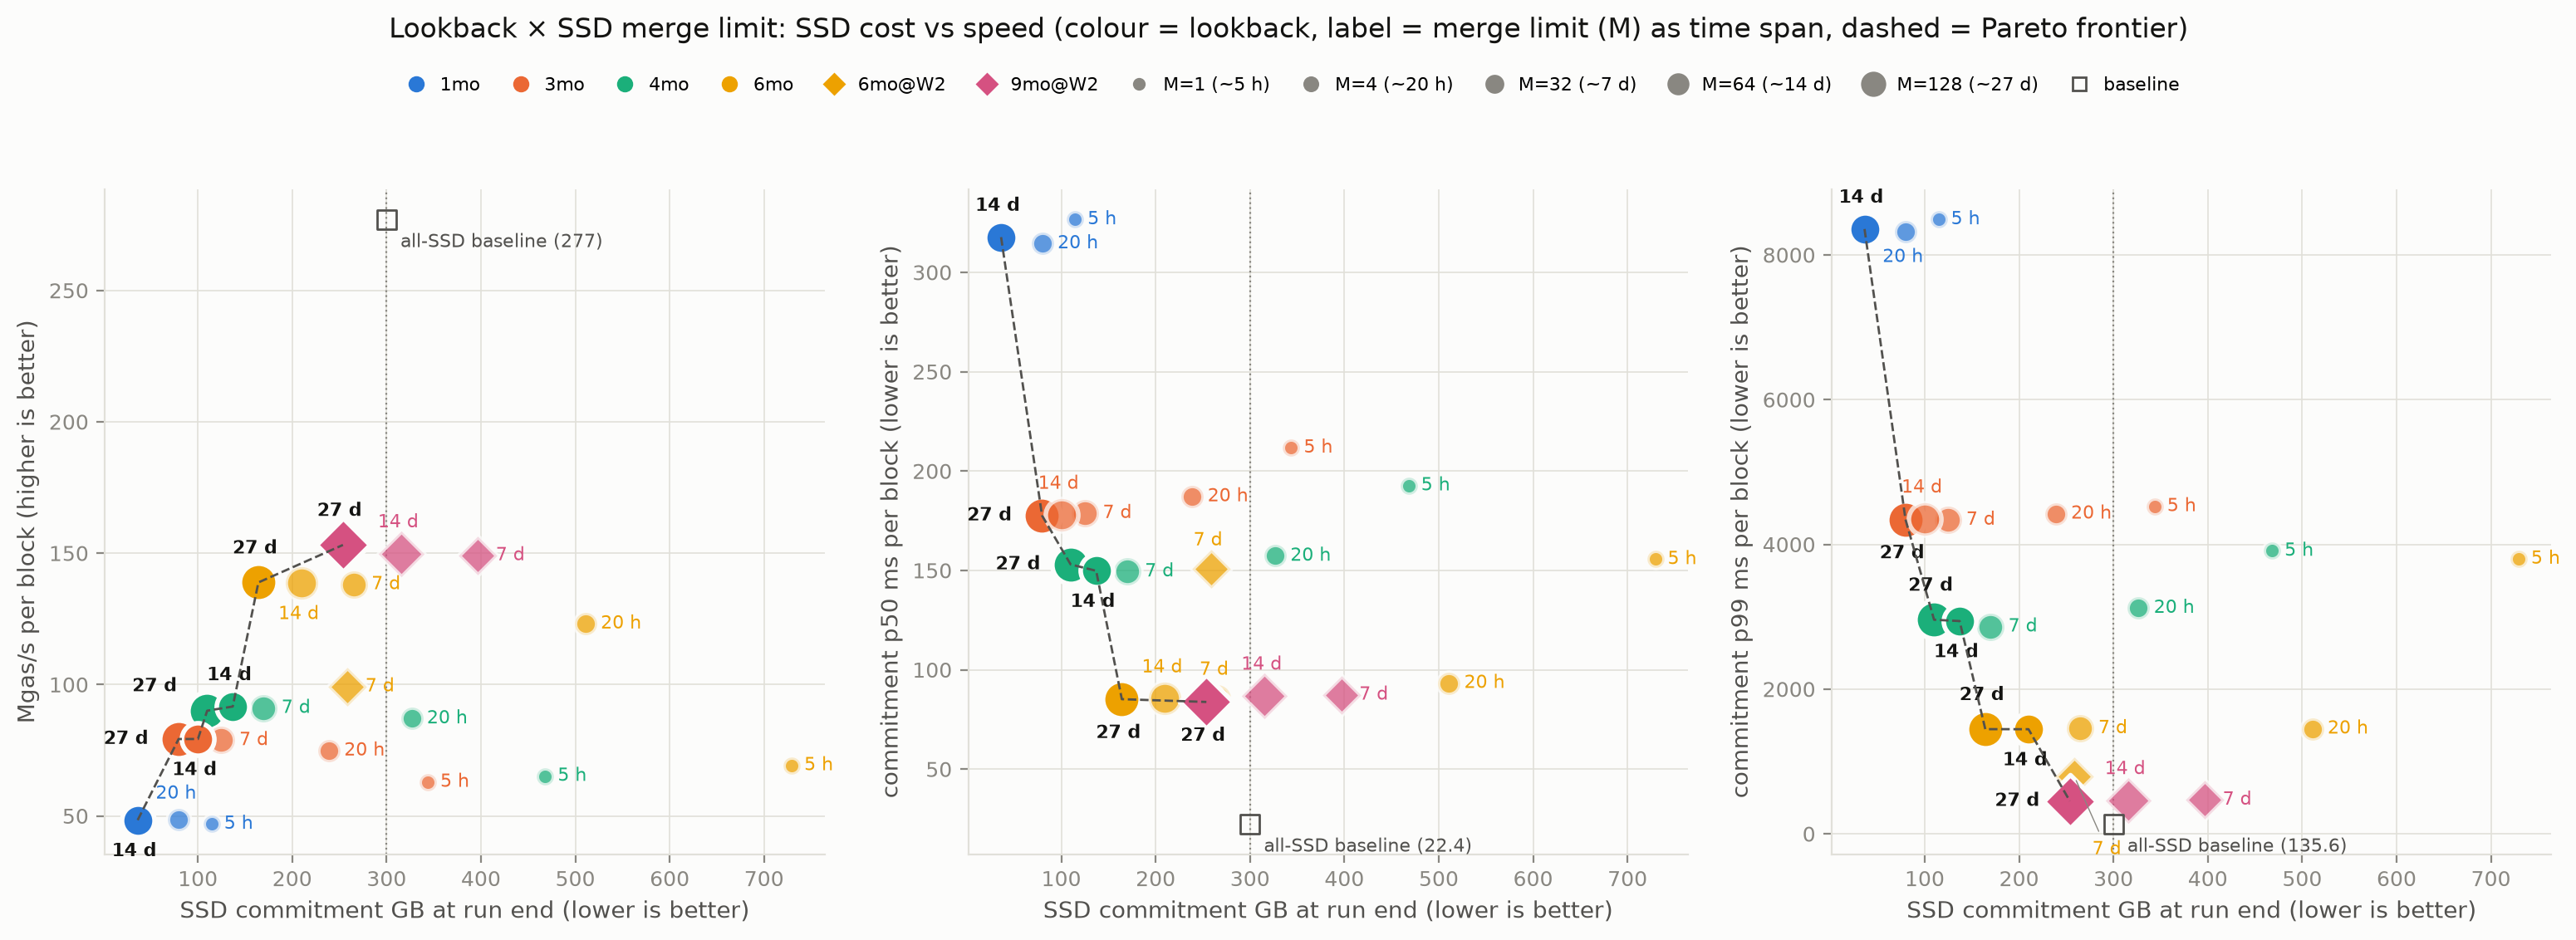 Lookback × SSD merge limit: SSD cost vs speed (colour = lookback, label = merge limit (M) as time span, dashed = Pareto frontier)
1mo 3mo 4mo 6mo 6mo@W2 9mo@W2 M=1 (~5 h) M=4 (~20 h) M=32 (~7 d) M=64 (~14 d) M=128 (~27 d) baseline
Mgas/s per block (higher is better)
250
200
150
100
50
all-SSD baseline (277)
27 d
14 d
7 d
27 d
14 d
7 d
20 h
7 d
14 d
27 d
7 d
20 h
27 d
7 d
14 d
20 h
5 h
5 h
5 h
20 h
5 h
14 d
100 200 300 400 500 600 700
SSD commitment GB at run end (lower is better)
commitment p50 ms per block (lower is better)
300
250
200
150
100
50
14 d
5 h
20 h
5 h
14 d
20 h
5 h
27 d
7 d
7 d
20 h
5 h
27 d
7 d
14 d
14 d
7 d
14 d
7 d
20 h
27 d
27 d
all-SSD baseline (22.4)
100 200 300 400 500 600 700
SSD commitment GB at run end (lower is better)
commitment p99 ms per block (lower is better)
8000
6000
4000
2000
0
14 d
5 h
20 h
14 d
7 d
20 h
5 h
27 d
5 h
5 h
27 d
20 h
7 d
14 d
27 d
7 d
20 h
14 d
14 d
27 d
7 d
7 d
all-SSD baseline (135.6)
100 200 300 400 500 600 700
SSD commitment GB at run end (lower is better)